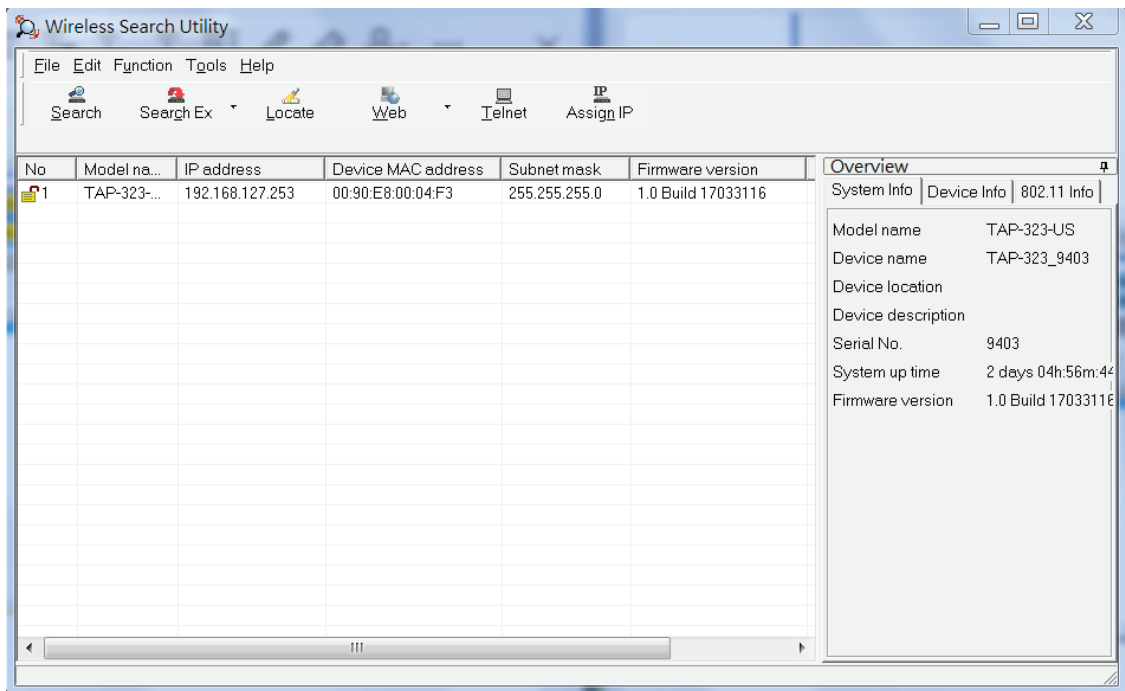 Wireless Search Utility
File Edit Function Tools Help
Search Search Ex Locate Web Telnet IP Assign IP
No Model na... IP address Device MAC address Subnet mask Firmware version
1 TAP-323-... 192.168.127.253 00:90:E8:00:04:F3 255.255.255.0 1.0 Build 17033116
Overview
System Info Device Info 802.11 Info
Model name TAP-323-US
Device name TAP-323_9403
Device location
Device description
Serial No. 9403
System up time 2 days 04h:56m:44
Firmware version 1.0 Build 17033116